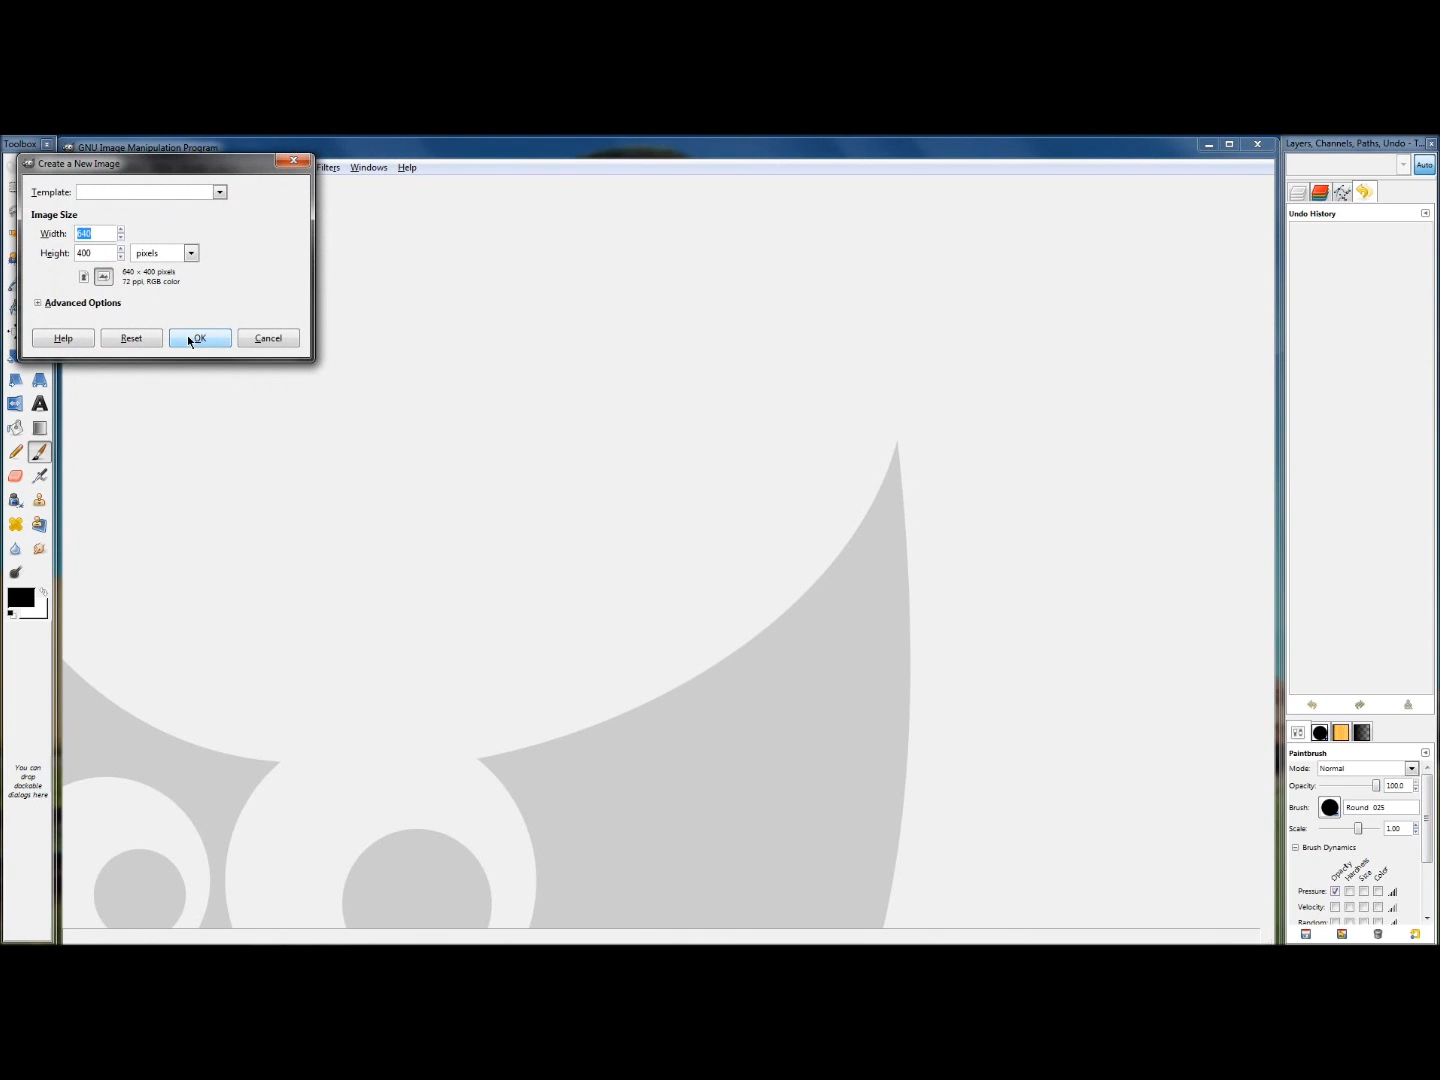 Toolbox
GNU Image Manipulation Program
Layers, Channels, Paths, Undo - T...
Create a New Image
Filters Windows Help
Auto
Template:
Image Size
Width: 640
Height: 400 pixels
640 × 400 pixels
72 ppi, RGB color
Advanced Options
Help Reset OK Cancel
Undo History
You can
drop
dockable
dialogs here
Paintbrush
Mode: Normal
Opacity: 100.0
Brush: Round 025
Scale: 1.00
Brush Dynamics
Opacity Hardness Size Color
Pressure:
Velocity:
Random: